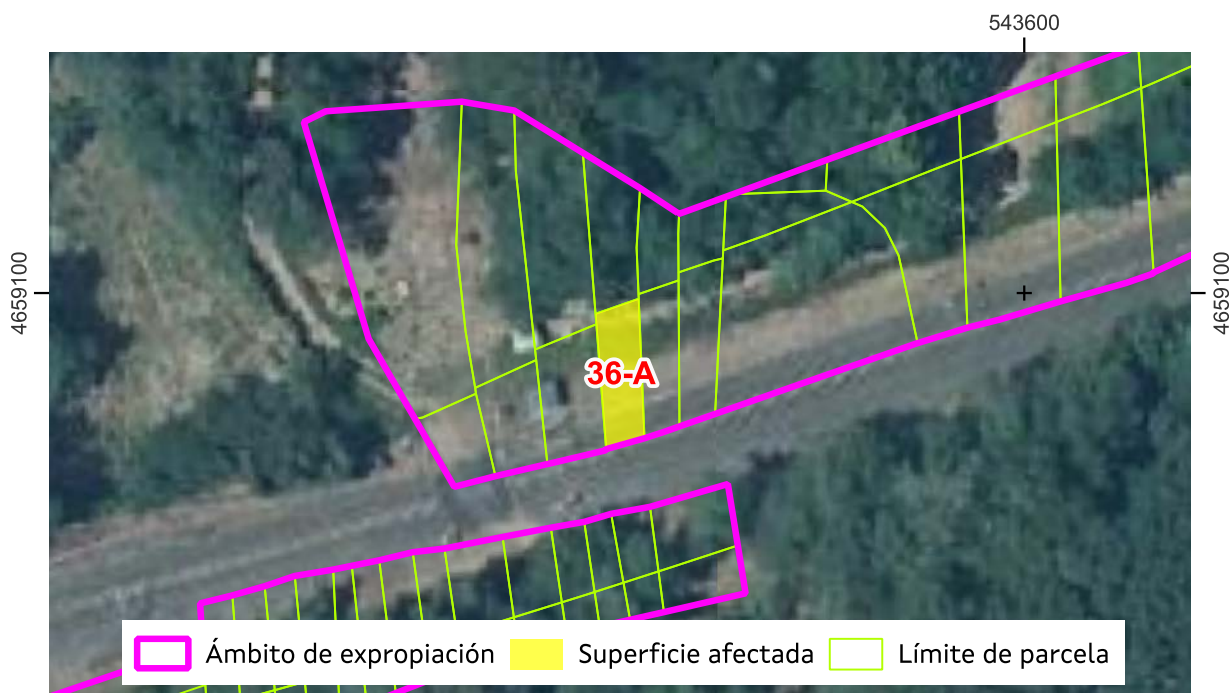 543600
4659100
4659100
36-A
Ámbito de expropiación
Superficie afectada
Límite de parcela